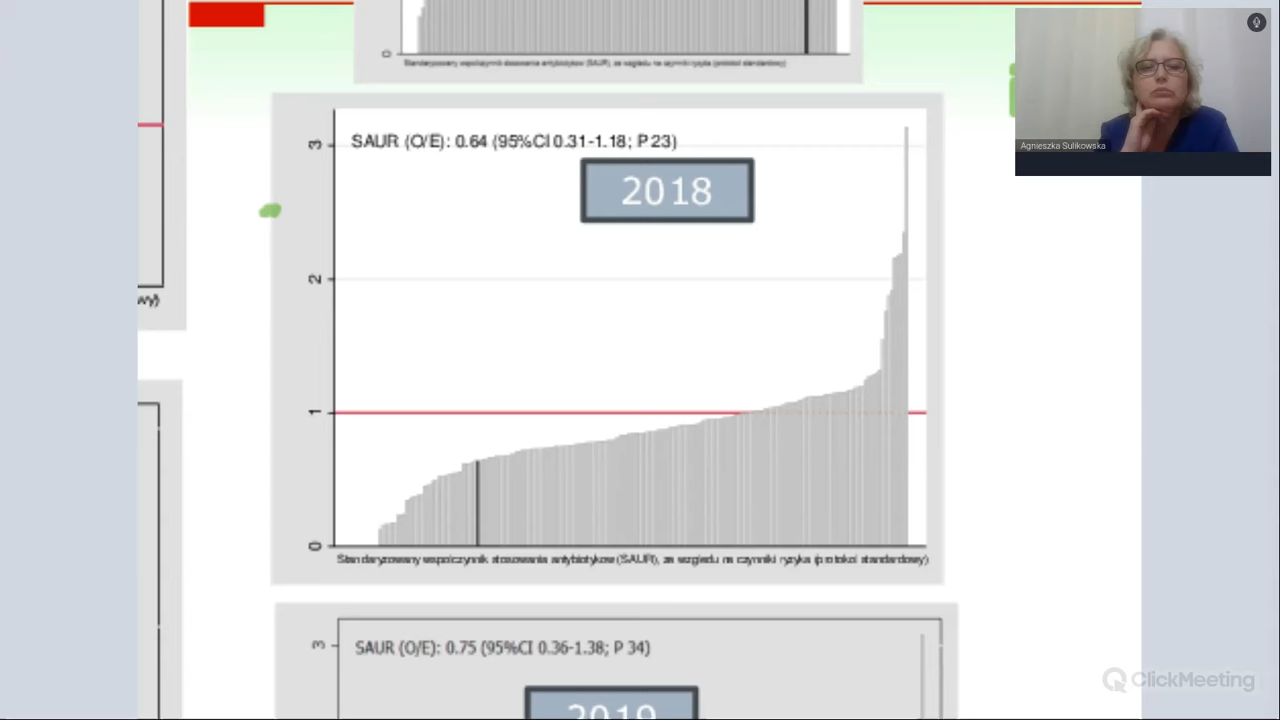 0
Standaryzowany współczynnik stosowania antybiotyków (SAUR), ze względu na czynniki ryzyka (protokół standardowy)
SAUR (O/E): 0.64 (95%CI 0.31-1.18; P 23)
2018
3
2
1
0
Standaryzowany współczynnik stosowania antybiotyków (SAUR), ze względu na czynniki ryzyka (protokół standardowy)
wy)
3
SAUR (O/E): 0.75 (95%CI 0.36-1.38; P 34)
2019
Agnieszka Sulikowska
ClickMeeting